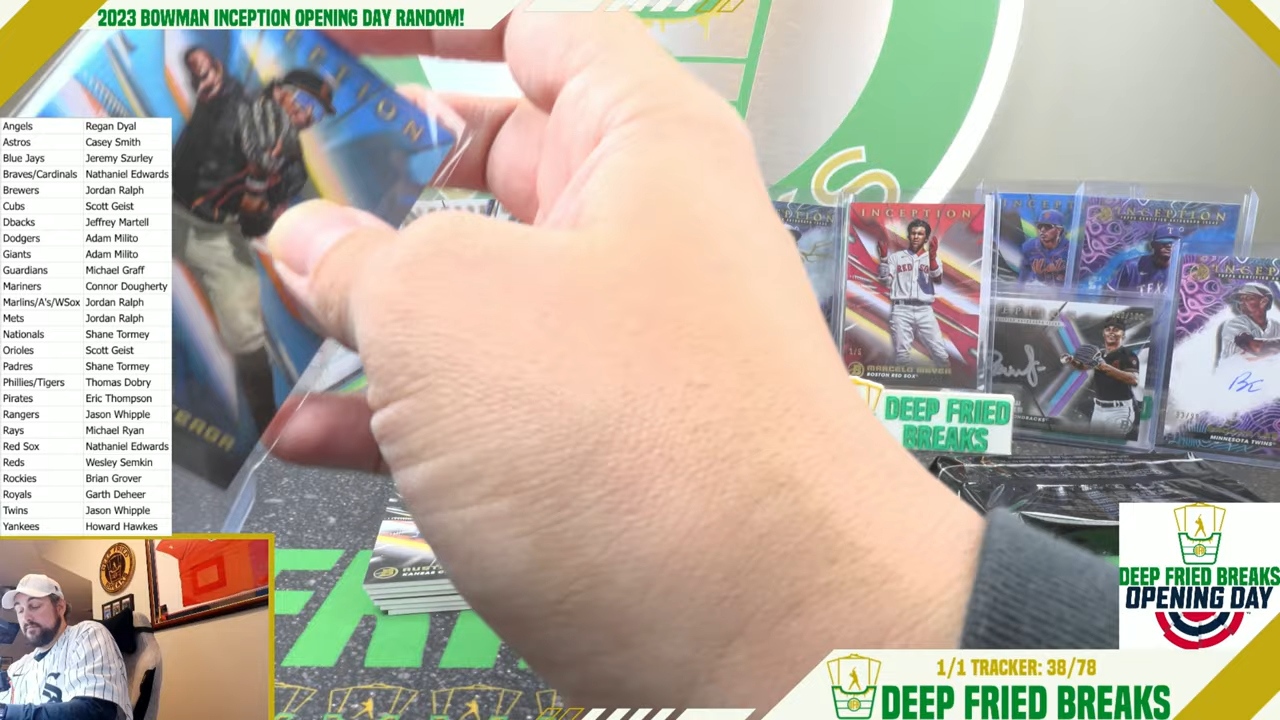 2023 BOWMAN INCEPTION OPENING DAY RANDOM!
Angels Regan Dyal
Astros Casey Smith
Blue Jays Jeremy Szurley
Braves/Cardinals Nathaniel Edwards
Brewers Jordan Ralph
Cubs Scott Geist
Dbacks Jeffrey Martell
Dodgers Adam Milito
Giants Adam Milito
Guardians Michael Graff
Mariners Connor Dougherty
Marlins/A's/WSox Jordan Ralph
Mets Jordan Ralph
Nationals Shane Tormey
Orioles Scott Geist
Padres Shane Tormey
Phillies/Tigers Thomas Dobry
Pirates Eric Thompson
Rangers Jason Whipple
Rays Michael Ryan
Red Sox Nathaniel Edwards
Reds Wesley Semkin
Rockies Brian Grover
Royals Garth Deheer
Twins Jason Whipple
Yankees Howard Hawkes
INCEPTION
RED SOX
MARCELO MAYER
BOSTON RED SOX
INCEPTION
MINNESOTA TWINS
DEEP FRIED
BREAKS
DEEP FRIED BREAKS
OPENING DAY
1/1 TRACKER: 38/78
DEEP FRIED BREAKS